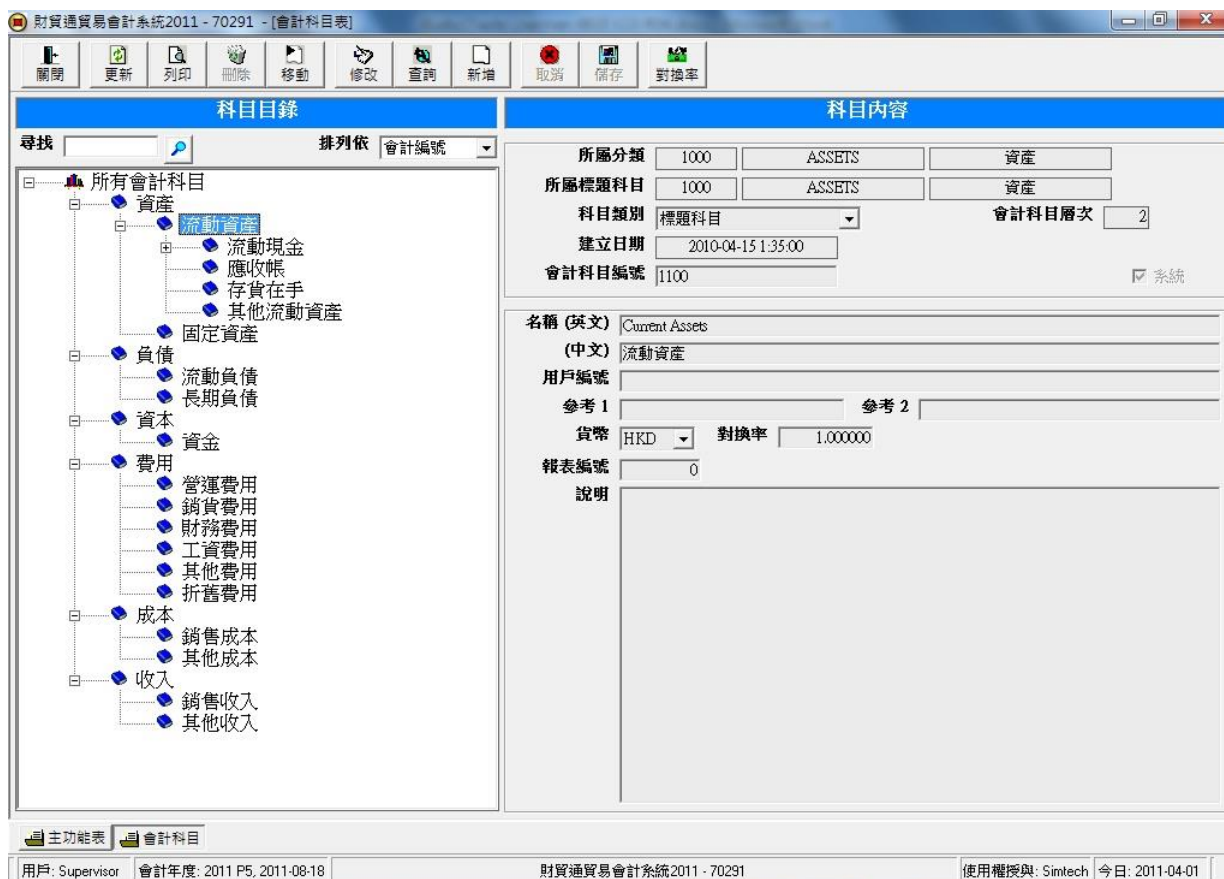 財貿通貿易會計系統2011 - 70291 - [會計科目表]
關閉 更新 列印 刪除 移動 修改 查詢 新增 取消 儲存 對換率
科目目錄
尋找 排列依 會計編號
所有會計科目
資產
流動資產
流動現金
應收帳
存貨在手
其他流動資產
固定資產
負債
流動負債
長期負債
資本
資金
費用
營運費用
銷貨費用
財務費用
工資費用
其他費用
折舊費用
成本
銷售成本
其他成本
收入
銷售收入
其他收入
科目內容
所屬分類 1000 ASSETS 資產
所屬標題科目 1000 ASSETS 資產
科目類別 標題科目 會計科目層次 2
建立日期 2010-04-15 1:35:00
會計科目編號 1100 系統
名稱 (英文) Current Assets
(中文) 流動資產
用戶編號
參考 1 參考 2
貨幣 HKD 對換率 1.000000
報表編號 0
說明
主功能表 會計科目
用戶: Supervisor 會計年度: 2011 P5, 2011-08-18 財貿通貿易會計系統2011 - 70291 使用權授與: Simtech 今日: 2011-04-01